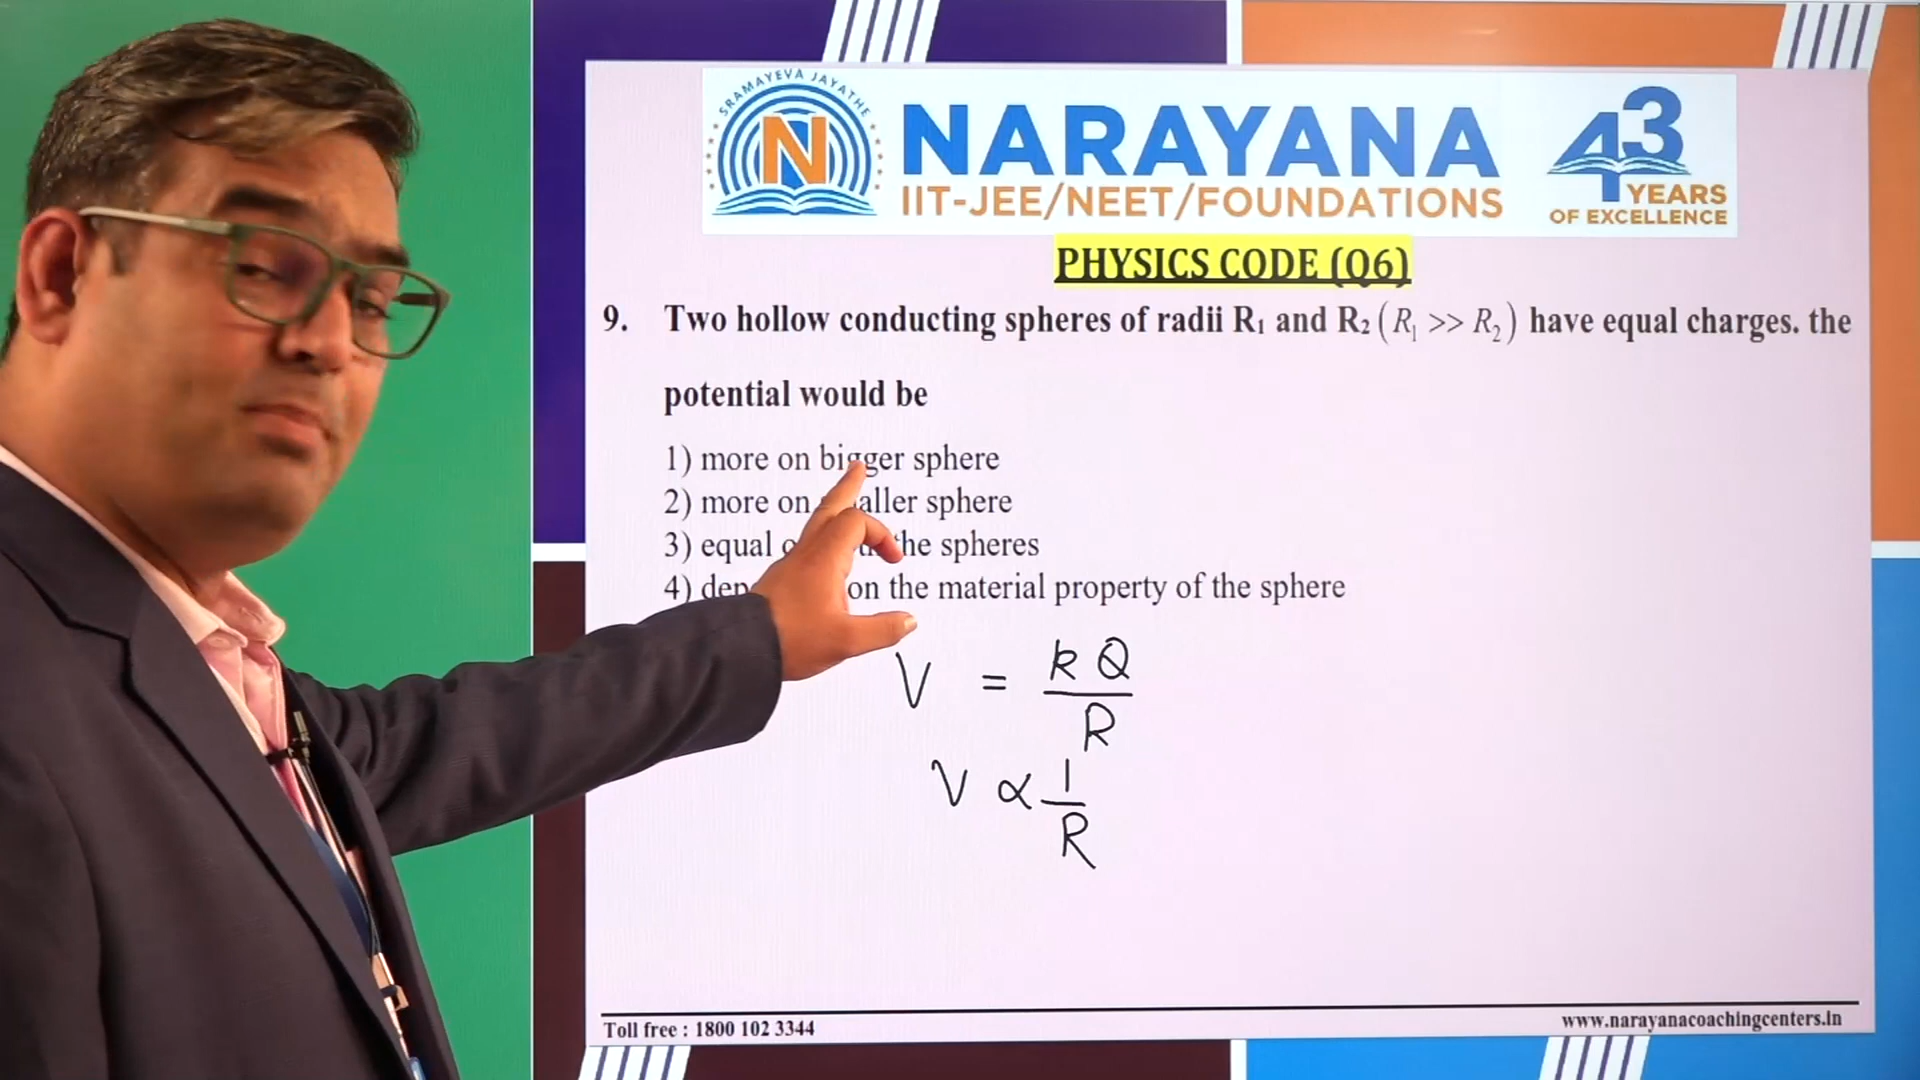 SRAMAYEVA JAYATHE
N
NARAYANA
IIT-JEE/NEET/FOUNDATIONS
43
YEARS
OF EXCELLENCE
PHYSICS CODE (Q6)
9. Two hollow conducting spheres of radii R₁ and R₂ (R₁ >> R₂) have equal charges. the
potential would be
1) more on bigger sphere
2) more on sphere
3) equal the spheres
4) on the material property of the sphere
V = kQ/R
V ∝ 1/R
Toll free : 1800 102 3344
www.narayanacoachingcenters.in